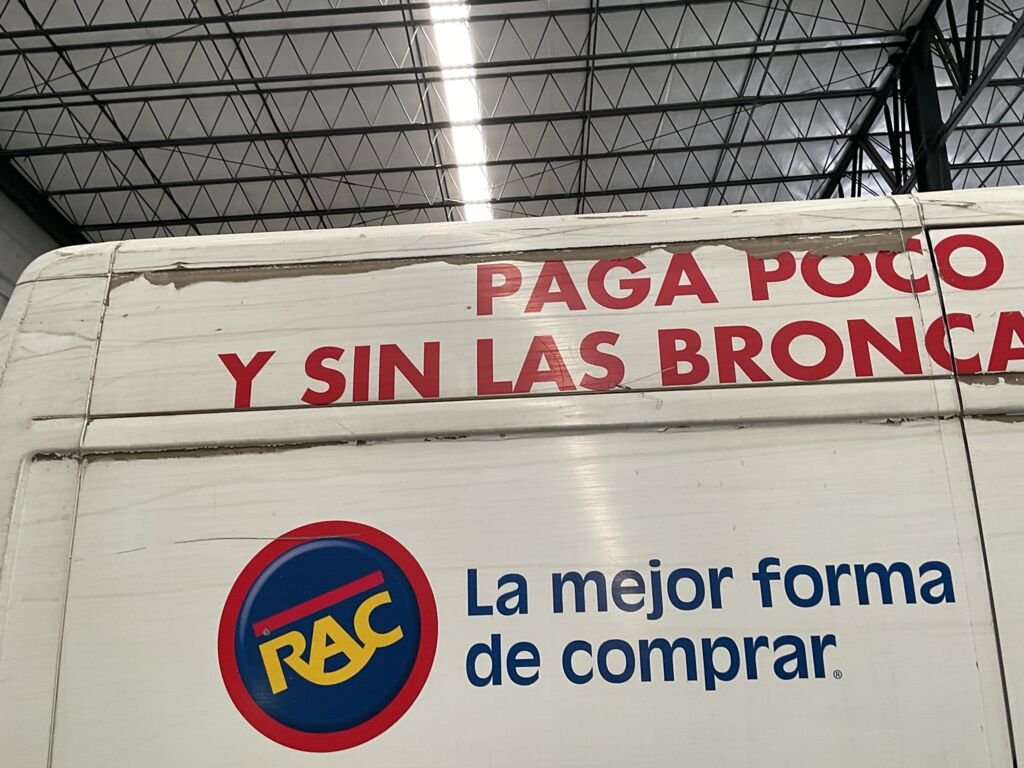 PAGA POCO
Y SIN LAS BRONCA
RAC
La mejor forma
de comprar.®